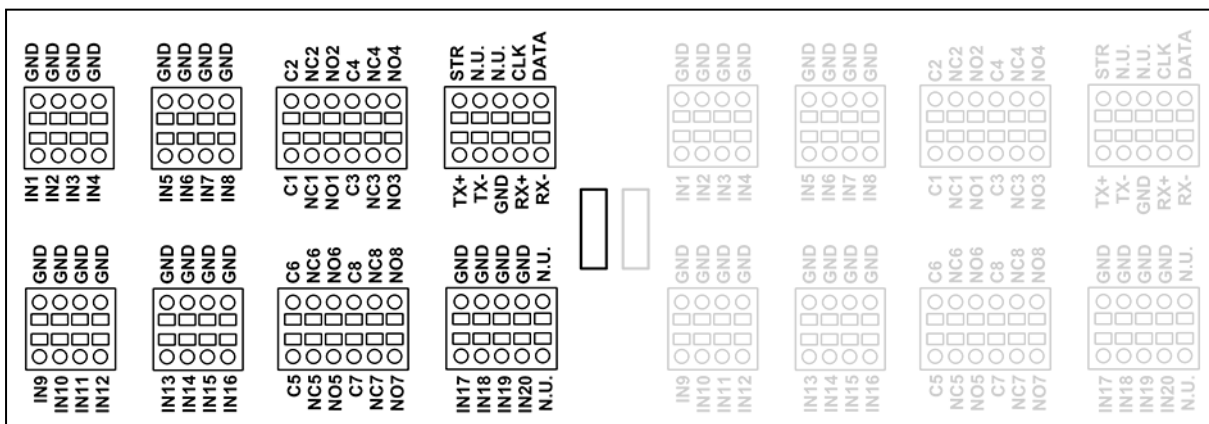 GND GND GND GND GND GND GND GND C2 NC2 NO2 C4 NC4 NO4 STR N.U. N.U. CLK DATA GND GND GND GND GND GND GND GND C2 NC2 NO2 C4 NC4 NO4 STR N.U. N.U. CLK DATA
IN1 IN2 IN3 IN4 IN5 IN6 IN7 IN8 C1 NC1 NO1 C3 NC3 NO3 TX+ TX- GND RX+ RX- IN1 IN2 IN3 IN4 IN5 IN6 IN7 IN8 C1 NC1 NO1 C3 NC3 NO3 TX+ TX- GND RX+ RX-
GND GND GND GND GND GND GND GND C6 NC6 NO6 C8 NC8 NO8 GND GND GND GND N.U. GND GND GND GND GND GND GND GND C6 NC6 NO6 C8 NC8 NO8 GND GND GND GND N.U.
IN9 IN10 IN11 IN12 IN13 IN14 IN15 IN16 C5 NC5 NO5 C7 NC7 NO7 IN17 IN18 IN19 IN20 N.U. IN9 IN10 IN11 IN12 IN13 IN14 IN15 IN16 C5 NC5 NO5 C7 NC7 NO7 IN17 IN18 IN19 IN20 N.U.